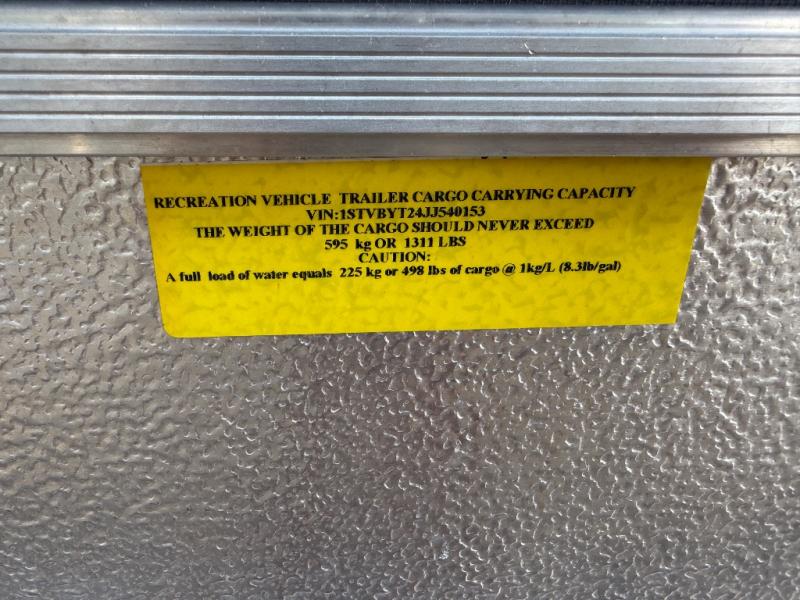 RECREATION VEHICLE TRAILER CARGO CARRYING CAPACITY
VIN:1STVBYT24JJ540153
THE WEIGHT OF THE CARGO SHOULD NEVER EXCEED
595 kg OR 1311 LBS
CAUTION:
A full load of water equals 225 kg or 498 lbs of cargo @ 1kg/L (8.3lb/gal)